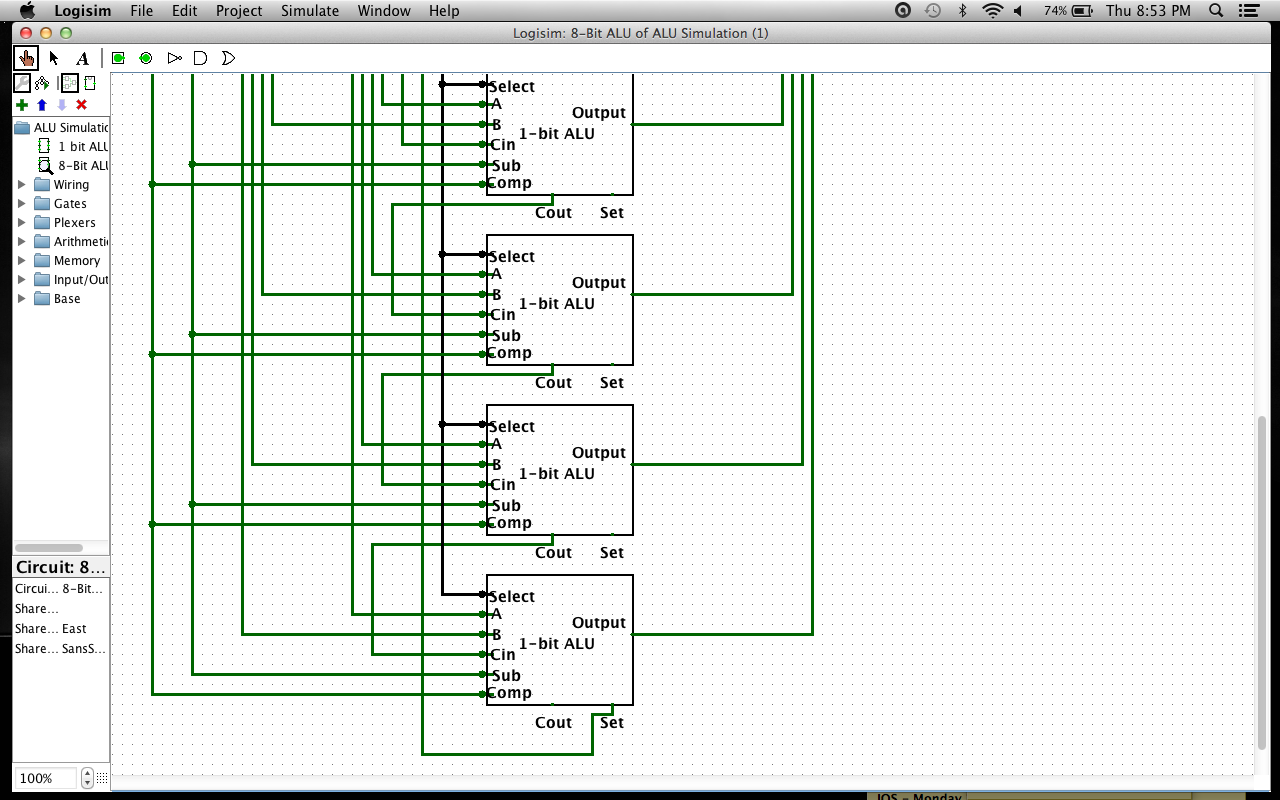 Logisim File Edit Project Simulate Window Help 74% Thu 8:53 PM
Logisim: 8-Bit ALU of ALU Simulation (1)
A
ALU Simulatio
1 bit ALU
8-Bit ALU
Wiring
Gates
Plexers
Arithmeti
Memory
Input/Out
Base
Circuit: 8...
Circui... 8-Bit...
Share...
Share... East
Share... SansS...
100%
Select
A
Output
B
1-bit ALU
Cin
Sub
Comp
Cout Set
Select
A
Output
B
1-bit ALU
Cin
Sub
Comp
Cout Set
Select
A
Output
B
1-bit ALU
Cin
Sub
Comp
Cout Set
Select
A
Output
B
1-bit ALU
Cin
Sub
Comp
Cout Set
IOS - Monday